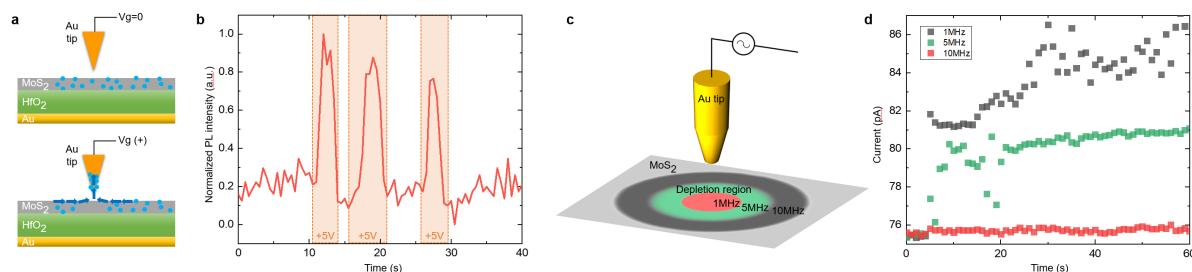 a
Vg=0
Au
tip
MoS2
HfO2
Au
Vg (+)
Au
tip
MoS2
HfO2
Au
b
Normalized PL intensity (a.u.)
1.0
0.8
0.6
0.4
0.2
0.0
+5V
+5V
+5V
0
10
20
30
40
Time (s)
c
Au tip
MoS2
Depletion region
1MHz
5MHz
10MHz
d
Current (pA)
86
84
82
80
78
76
1MHz
5MHz
10MHz
0
20
40
60
Time (s)